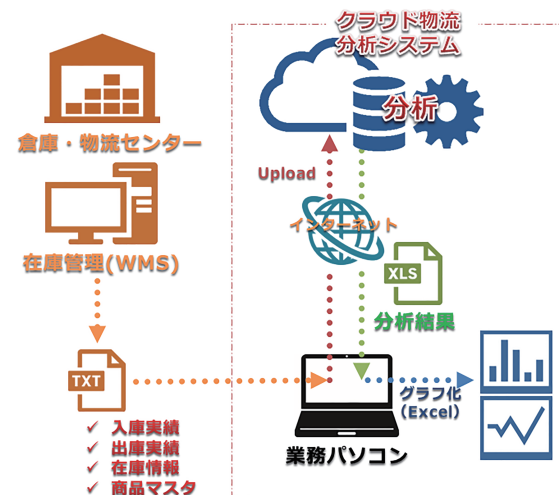 クラウド物流
分析システム
分析
倉庫・物流センター
Upload
インターネット
在庫管理(WMS)
XLS
分析結果
TXT
グラフ化
(Excel)
✓ 入庫実績
✓ 出庫実績
✓ 在庫情報
✓ 商品マスタ
業務パソコン